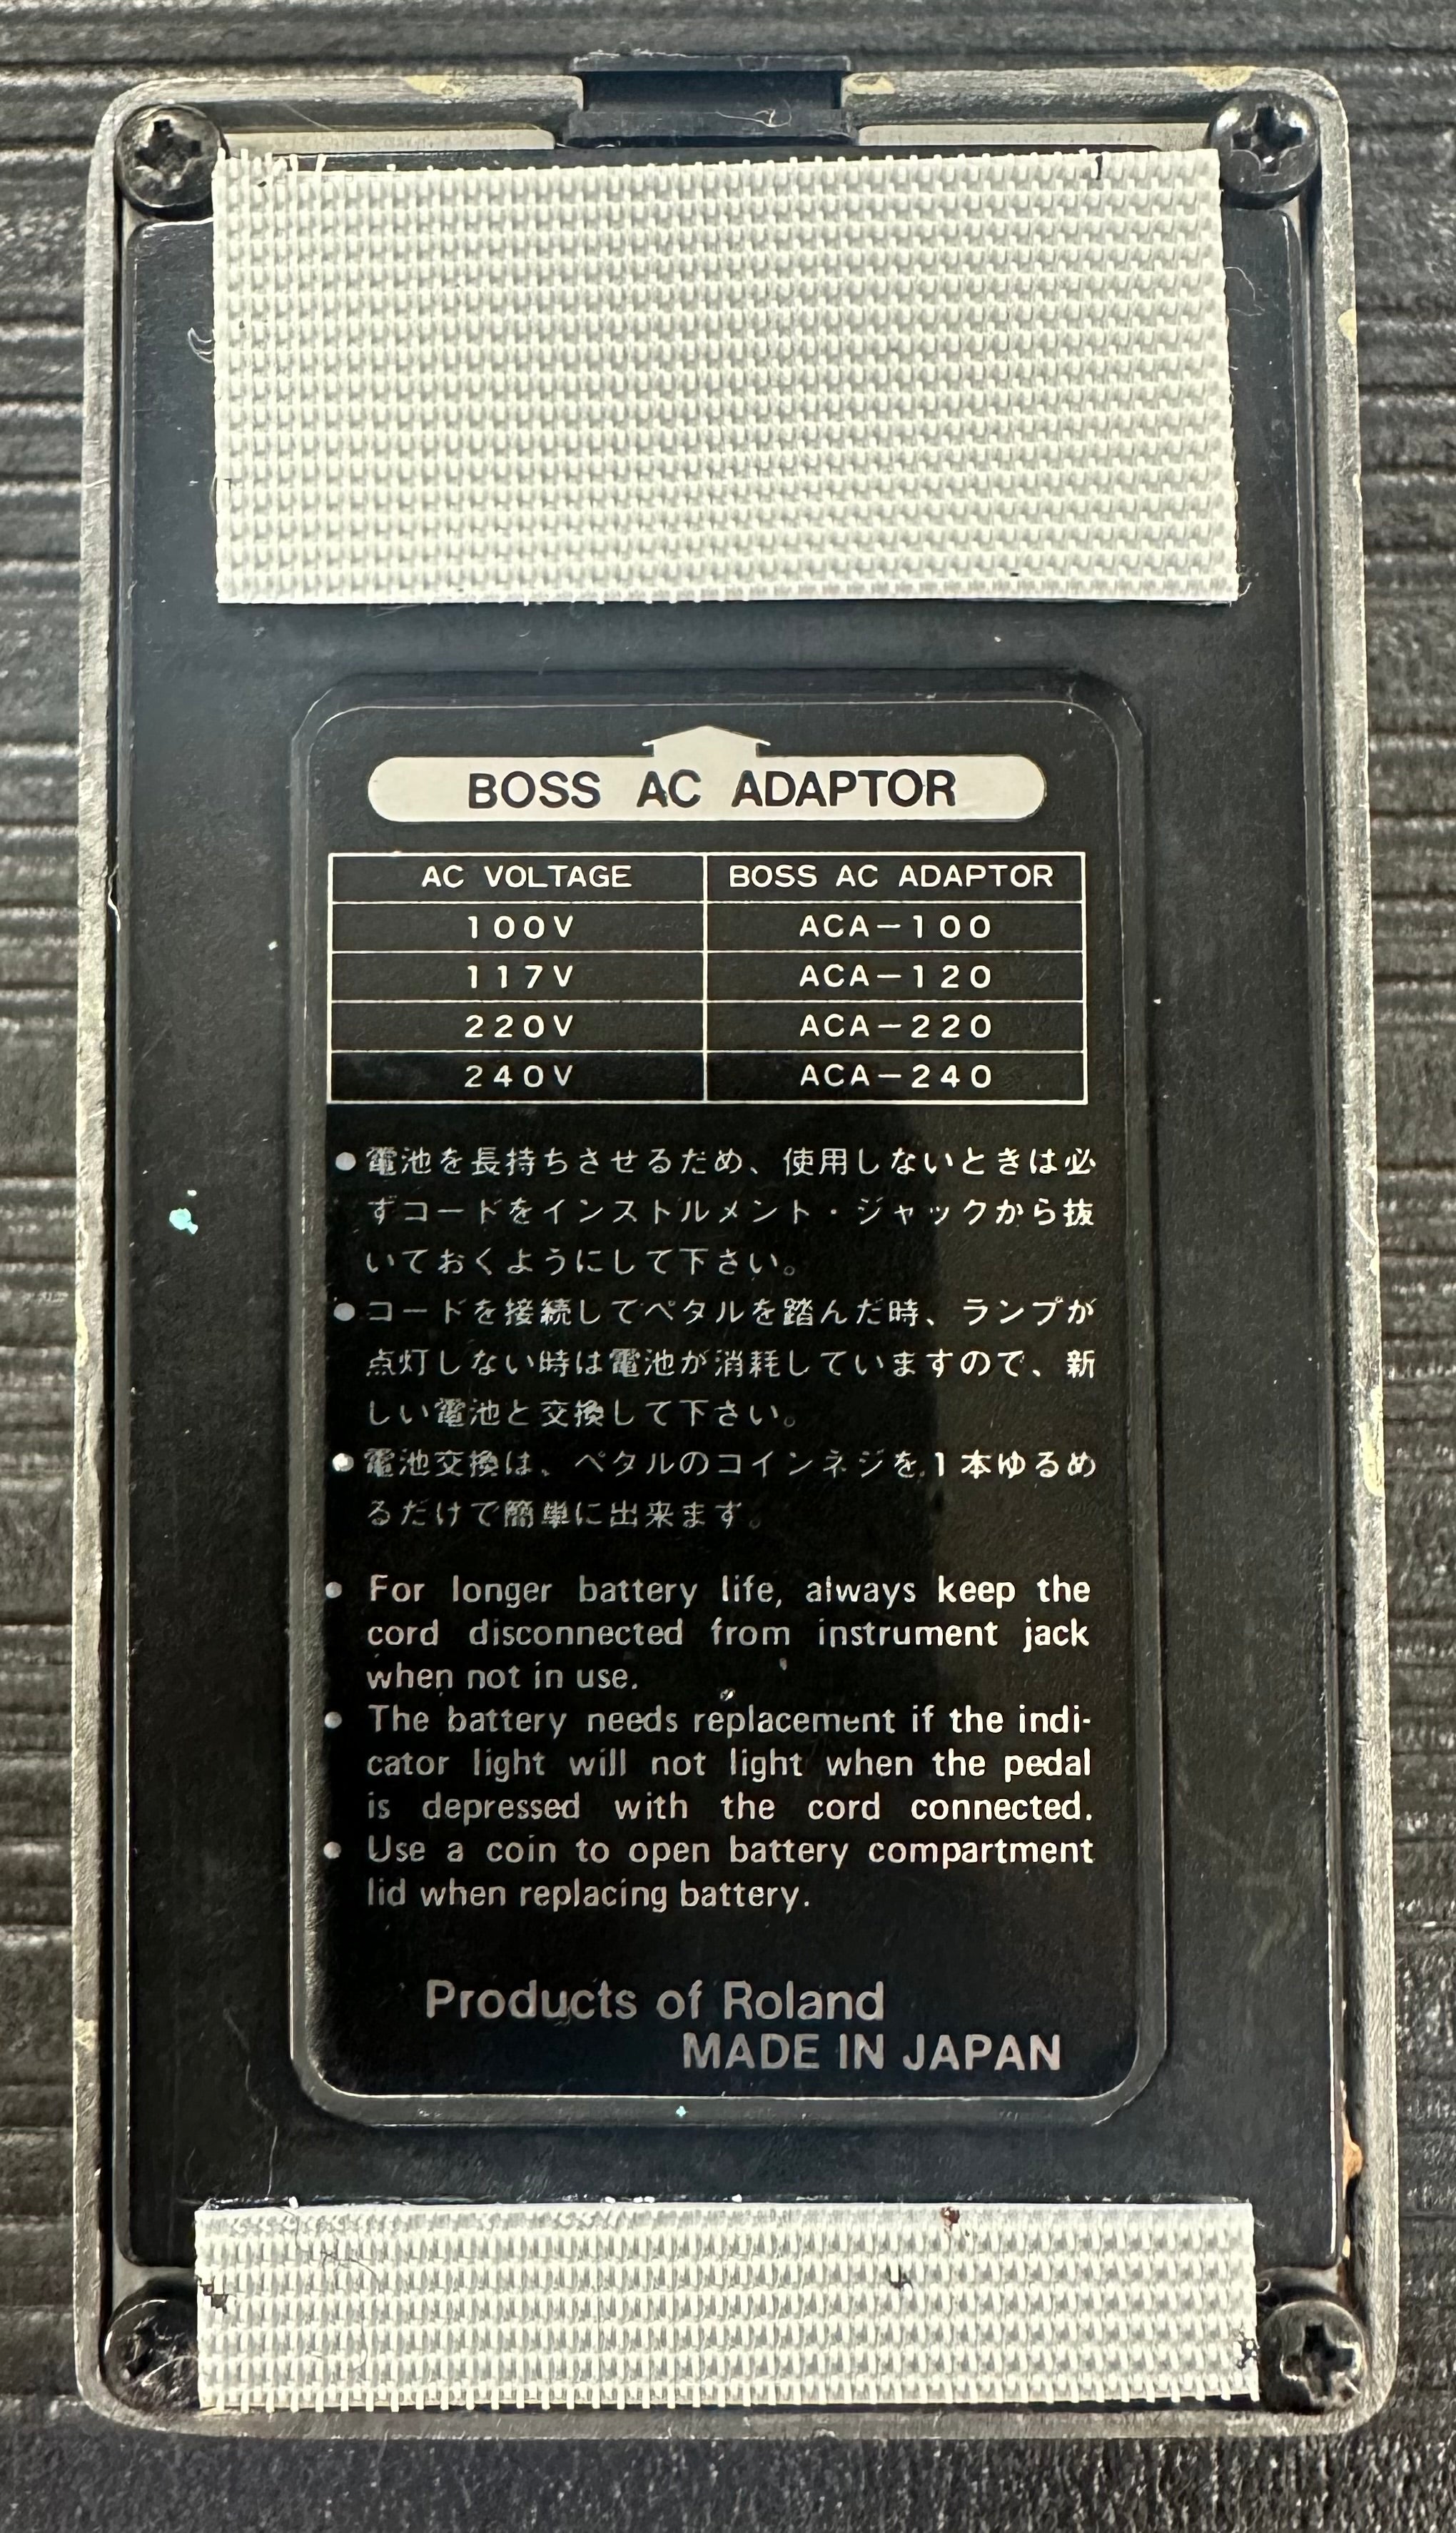 BOSS AC ADAPTOR
AC VOLTAGE BOSS AC ADAPTOR
100V ACA-100
117V ACA-120
220V ACA-220
240V ACA-240
●電池を長持ちさせるため、使用しないときは必
ずコードをインストルメント・ジャックから抜
いておくようにして下さい。
●コードを接続してペタルを踏んだ時、ランプが
点灯しない時は電池が消耗していますので、新
しい電池と交換して下さい。
●電池交換は、ペタルのコインネジを1本ゆるめ
るだけで簡単に出来ます。
• For longer battery life, always keep the
cord disconnected from instrument jack
when not in use.
• The battery needs replacement if the indi-
cator light will not light when the pedal
is depressed with the cord connected.
• Use a coin to open battery compartment
lid when replacing battery.
Products of Roland
MADE IN JAPAN